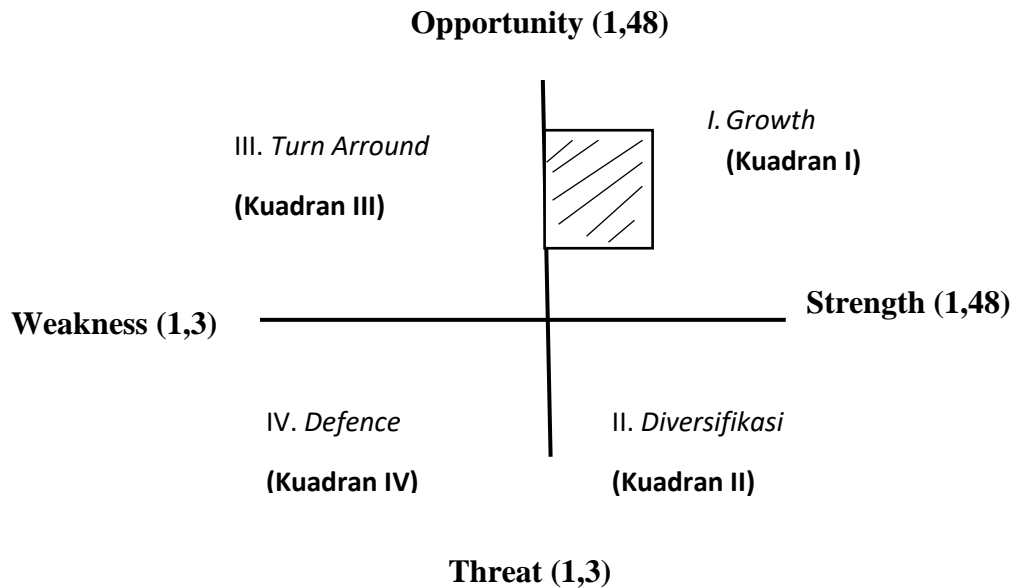 Opportunity (1,48)
III. Turn Arround
(Kuadran III)
I. Growth
(Kuadran I)
Weakness (1,3)
Strength (1,48)
IV. Defence
(Kuadran IV)
II. Diversifikasi
(Kuadran II)
Threat (1,3)